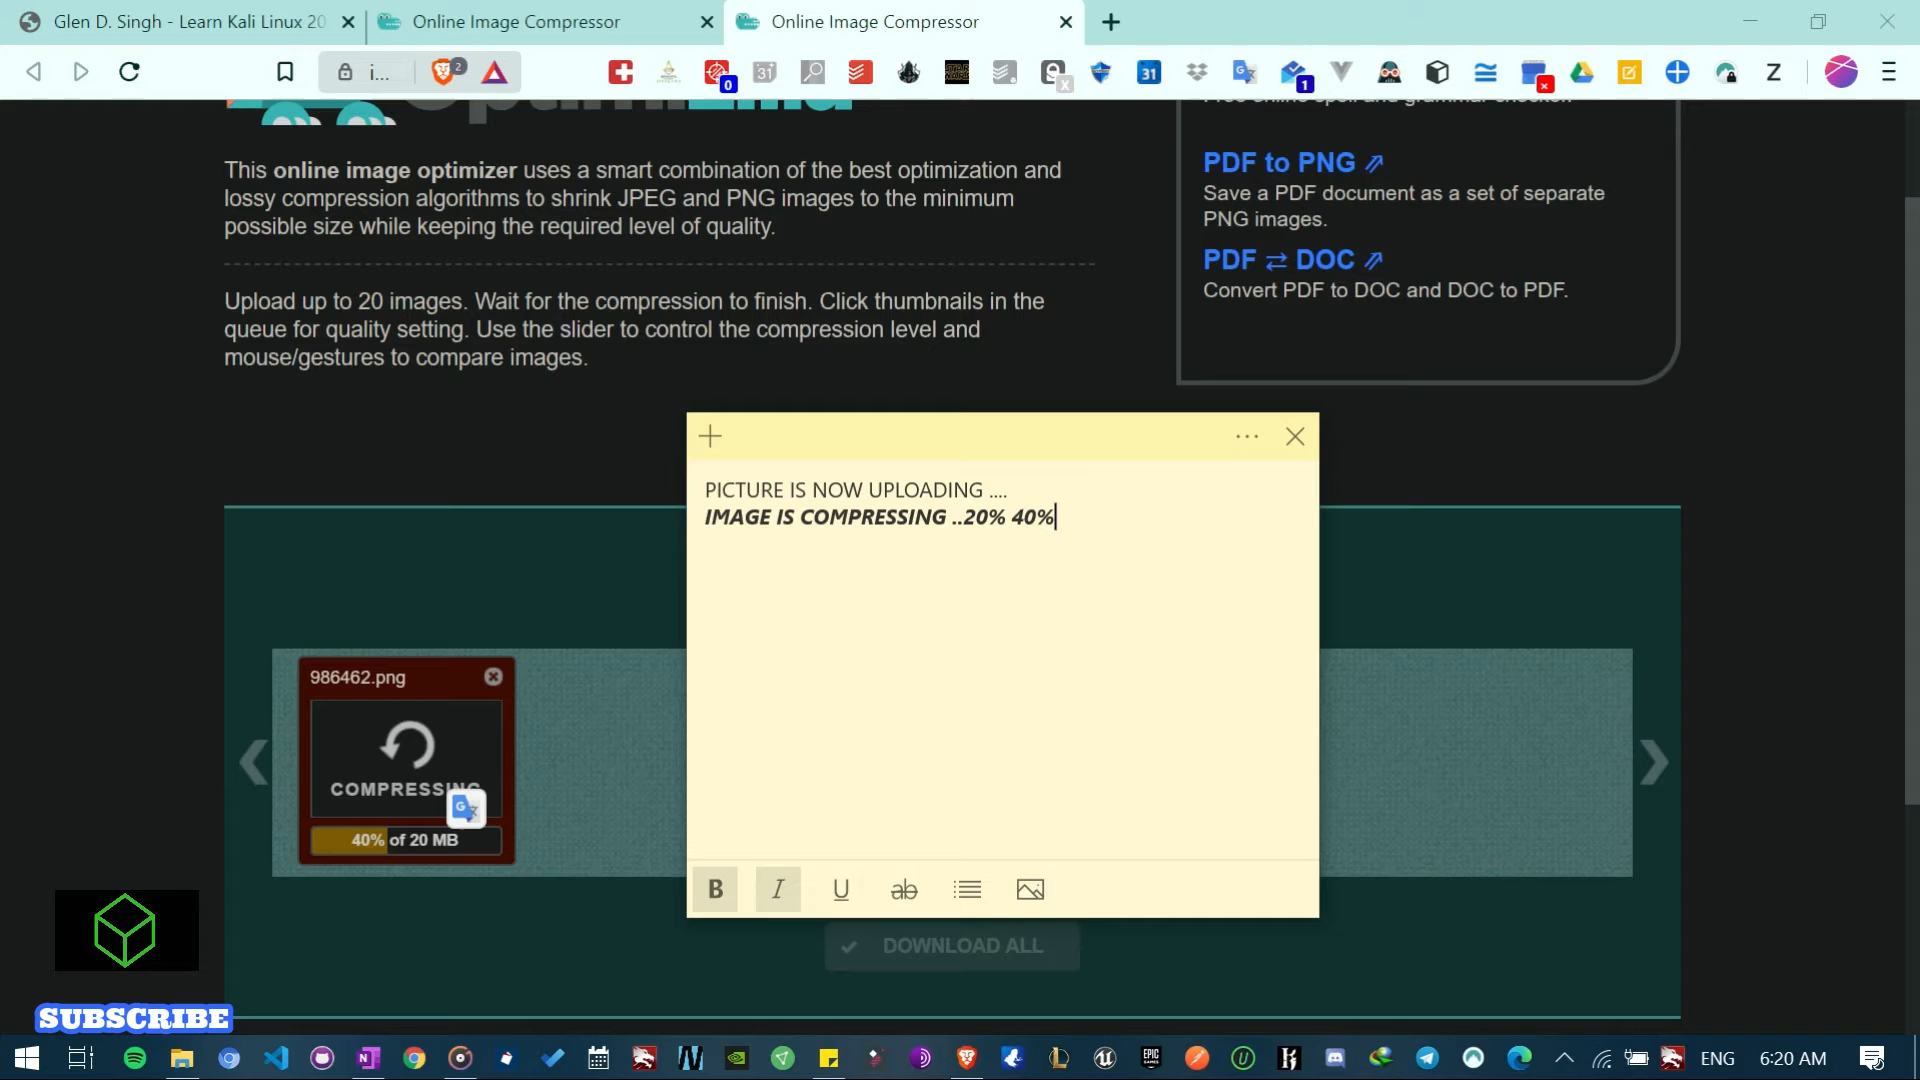 Glen D. Singh - Learn Kali Linux 20
Online Image Compressor
Online Image Compressor
i...
2
0
31
X
31
1
Z
This online image optimizer uses a smart combination of the best optimization and
lossy compression algorithms to shrink JPEG and PNG images to the minimum
possible size while keeping the required level of quality.
Upload up to 20 images. Wait for the compression to finish. Click thumbnails in the
queue for quality setting. Use the slider to control the compression level and
mouse/gestures to compare images.
PDF to PNG
Save a PDF document as a set of separate
PNG images.
PDF ⇄ DOC
Convert PDF to DOC and DOC to PDF.
PICTURE IS NOW UPLOADING ....
IMAGE IS COMPRESSING ..20% 40%
986462.png
COMPRESSING
40% of 20 MB
B I U ab
DOWNLOAD ALL
SUBSCRIBE
ENG
6:20 AM